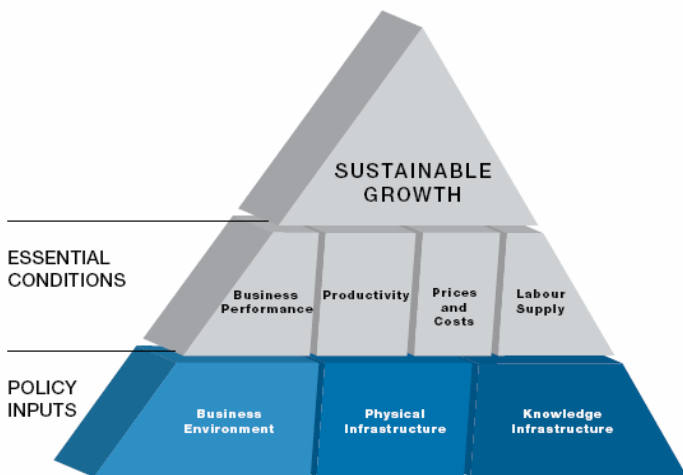 SUSTAINABLE
GROWTH
ESSENTIAL
CONDITIONS
Business
Performance
Productivity
Prices
and
Costs
Labour
Supply
POLICY
INPUTS
Business
Environment
Physical
Infrastructure
Knowledge
Infrastructure